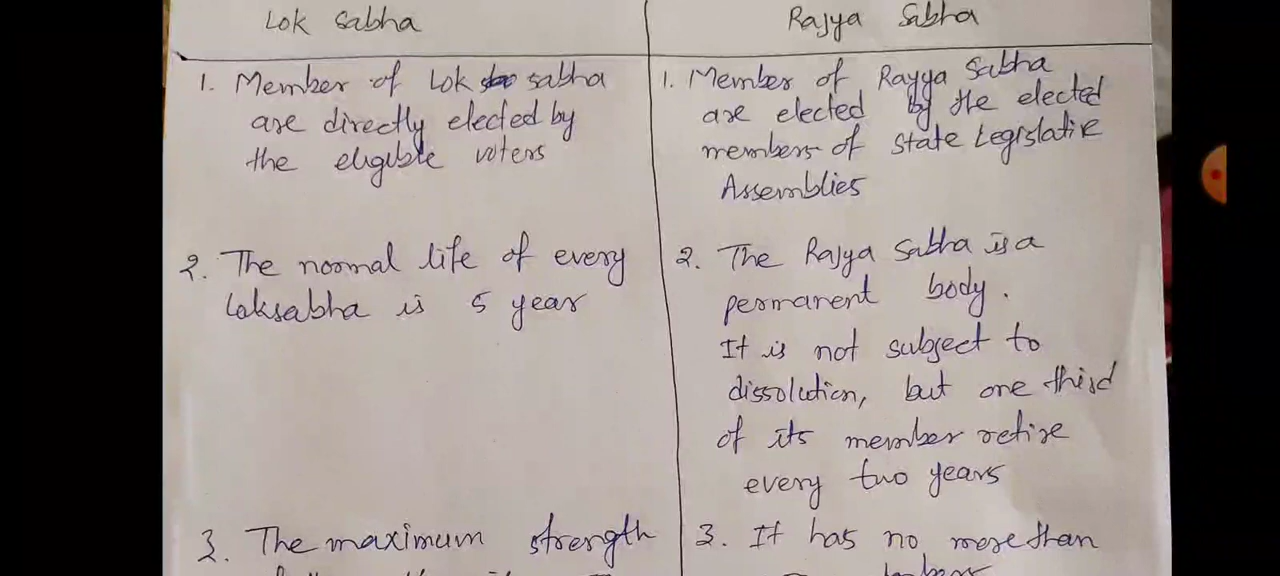 Lok Sabha
1. Member of Lok sabha
are directly elected by
the eligible voters
2. The normal life of every
Loksabha is 5 year
3. The maximum strength
Rajya Sabha
1. Member of Rayya Sabha
are elected by the elected
members of State Legislative
Assemblies
2. The Rajya Sabha is a
permanent body.
It is not subject to
dissolution, but one third
of its member retire
every two years
3. It has no more than